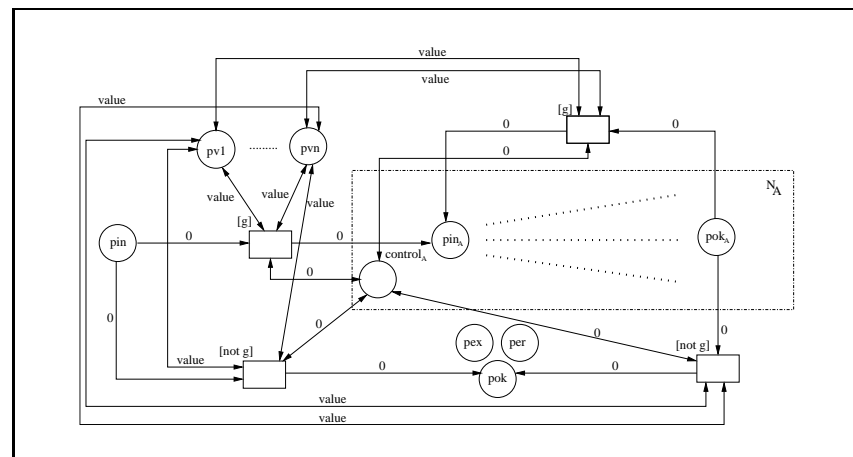 value
value
value
[g]
0
0
0
pv1
.........
pvn
value
value
value
N_A
[g]
pin
0
0
pin_A
pok_A
control_A
0
0
0
0
0
[not g]
[not g]
pex
per
value
0
pok
0
value
value